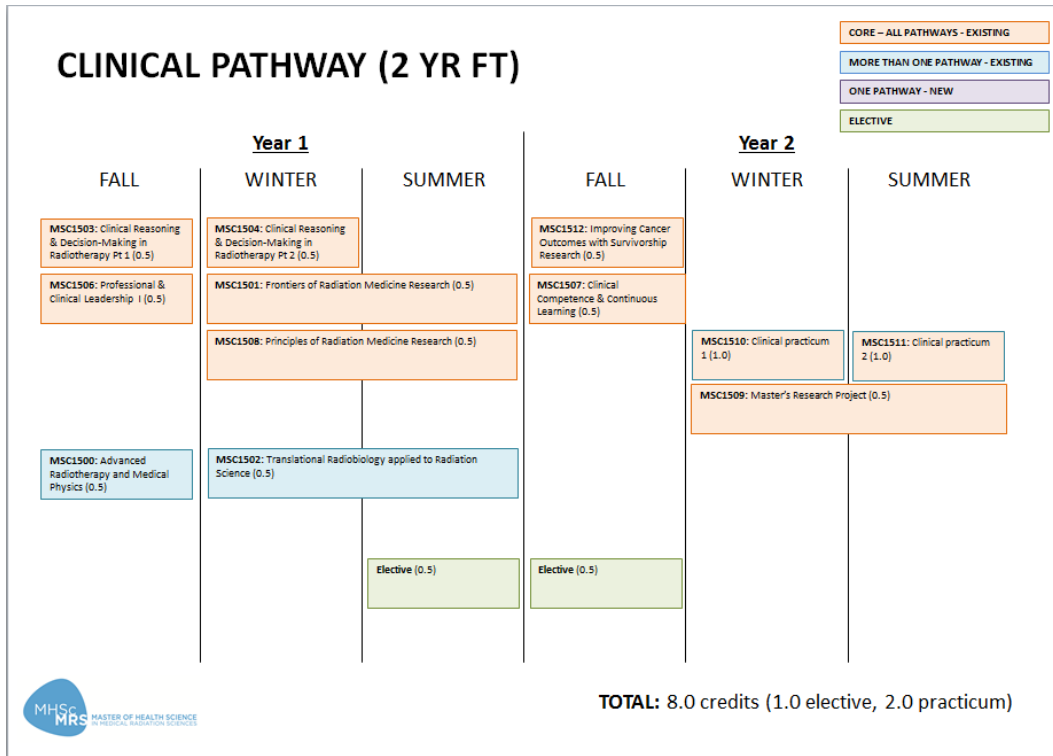 CORE – ALL PATHWAYS - EXISTING
CLINICAL PATHWAY (2 YR FT)
MORE THAN ONE PATHWAY - EXISTING
ONE PATHWAY - NEW
ELECTIVE
Year 1
Year 2
FALL
WINTER
SUMMER
FALL
WINTER
SUMMER
MSC1503: Clinical Reasoning
& Decision-Making in
Radiotherapy Pt 1 (0.5)
MSC1504: Clinical Reasoning
& Decision-Making in
Radiotherapy Pt 2 (0.5)
MSC1512: Improving Cancer
Outcomes with Survivorship
Research (0.5)
MSC1506: Professional &
Clinical Leadership I (0.5)
MSC1501: Frontiers of Radiation Medicine Research (0.5)
MSC1507: Clinical
Competence & Continuous
Learning (0.5)
MSC1508: Principles of Radiation Medicine Research (0.5)
MSC1510: Clinical practicum
1 (1.0)
MSC1511: Clinical practicum
2 (1.0)
MSC1509: Master's Research Project (0.5)
MSC1500: Advanced
Radiotherapy and Medical
Physics (0.5)
MSC1502: Translational Radiobiology applied to Radiation
Science (0.5)
Elective (0.5)
Elective (0.5)
MHSc
MRS
MASTER OF HEALTH SCIENCE
IN MEDICAL RADIATION SCIENCES
TOTAL: 8.0 credits (1.0 elective, 2.0 practicum)